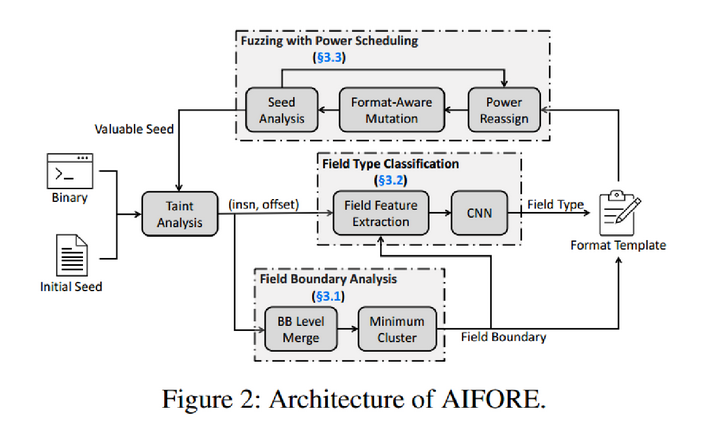 Fuzzing with Power Scheduling
(§3.3)
Seed
Analysis
Format-Aware
Mutation
Power
Reassign
Valuable Seed
>_
Binary
Initial Seed
Taint
Analysis
(insn, offset)
Field Type Classification
(§3.2)
Field Feature
Extraction
CNN
Field Type
Format Template
Field Boundary Analysis
(§3.1)
BB Level
Merge
Minimum
Cluster
Field Boundary
Figure 2: Architecture of AIFORE.